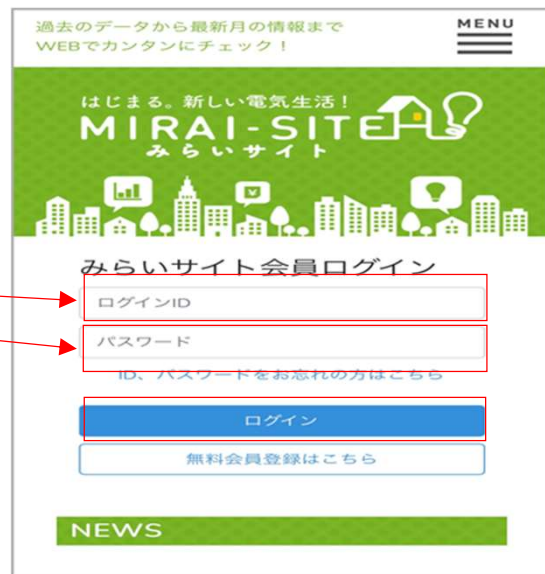 過去のデータから最新月の情報まで
WEBでカンタンにチェック！
MENU
はじまる。新しい電気生活！
MIRAI-SITE
みらいサイト
みらいサイト会員ログイン
ログインID
パスワード
ID、パスワードをお忘れの方はこちら
ログイン
無料会員登録はこちら
NEWS